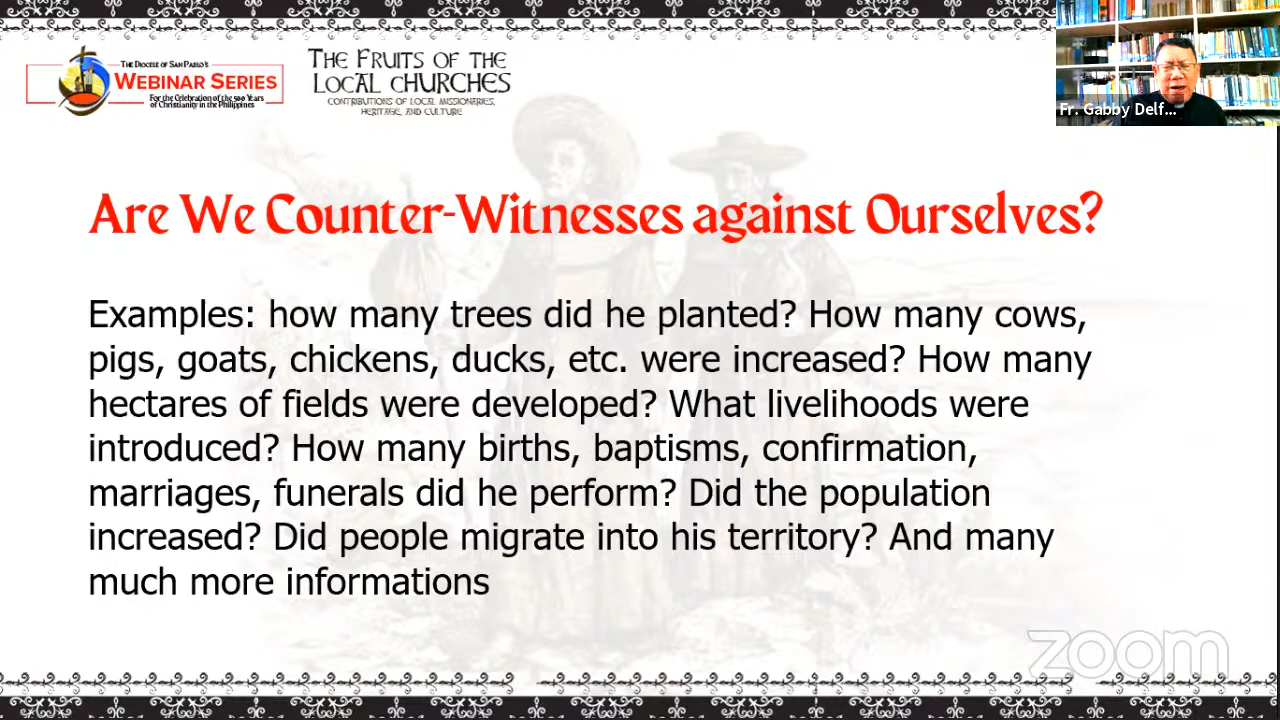 The Diocese of San Pablo's
Webinar Series
For the Celebration of the 500 Years
of Christianity in the Philippines
The Fruits of the
Local Churches
Contributions of Local Missionaries,
Heritage, and Culture
Fr. Gabby Delf...
Are We Counter-Witnesses against Ourselves?
Examples: how many trees did he planted? How many cows,
pigs, goats, chickens, ducks, etc. were increased? How many
hectares of fields were developed? What livelihoods were
introduced? How many births, baptisms, confirmation,
marriages, funerals did he perform? Did the population
increased? Did people migrate into his territory? And many
much more informations
zoom